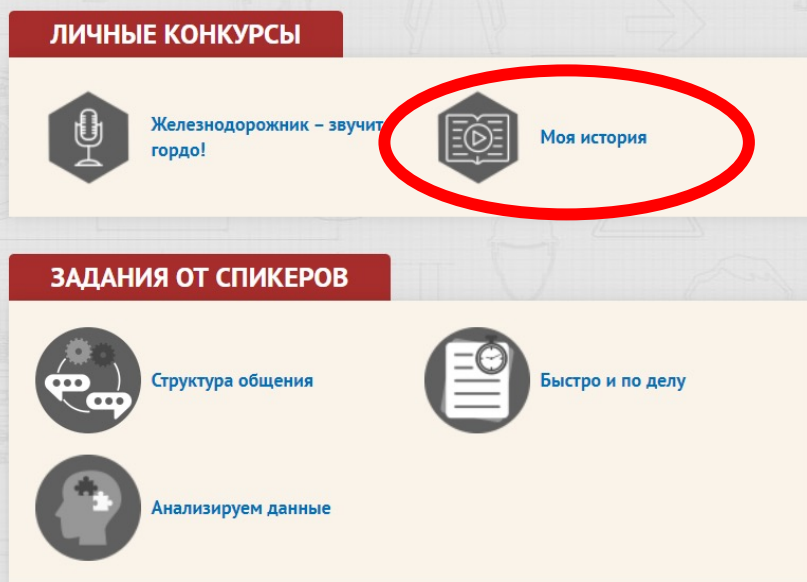 ЛИЧНЫЕ КОНКУРСЫ
Железнодорожник – звучит
гордо!
Моя история
ЗАДАНИЯ ОТ СПИКЕРОВ
Структура общения
Быстро и по делу
Анализируем данные